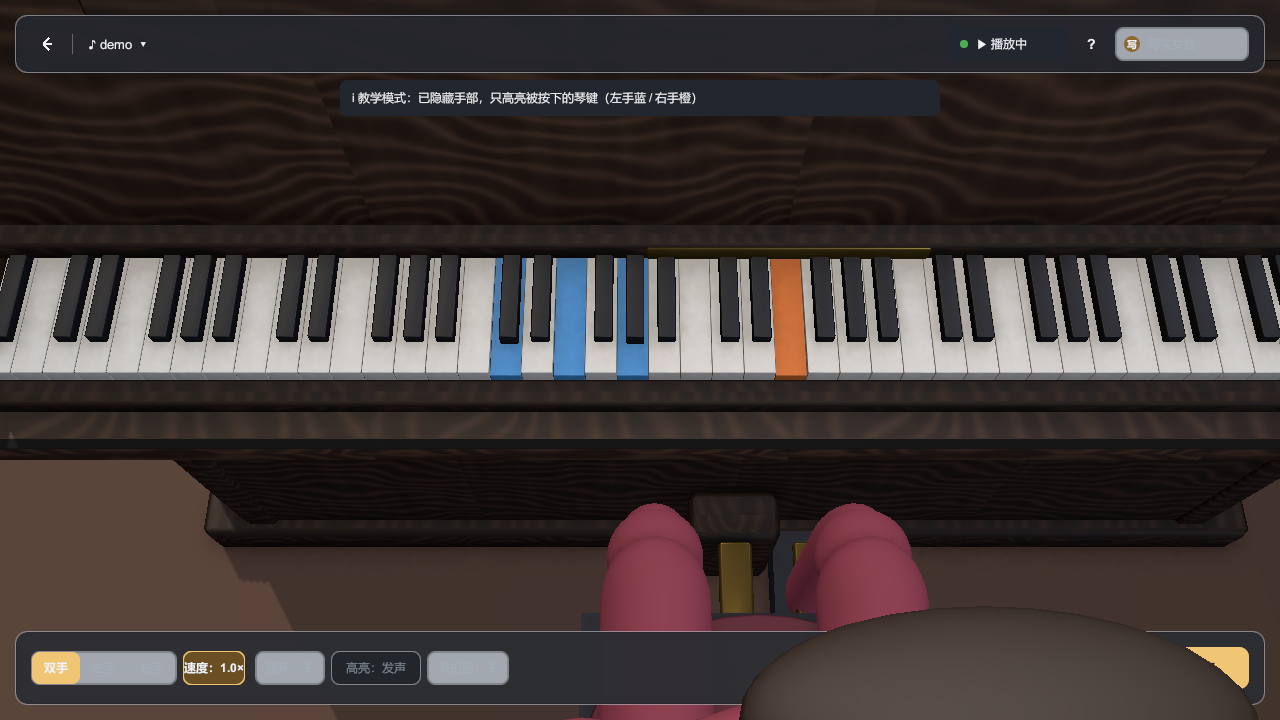 ♪ demo ▼
▶ 播放中
?
写
i 教学模式：已隐藏手部，只高亮被按下的琴键（左手蓝 / 右手橙）
双手
速度：1.0×
高亮：发声